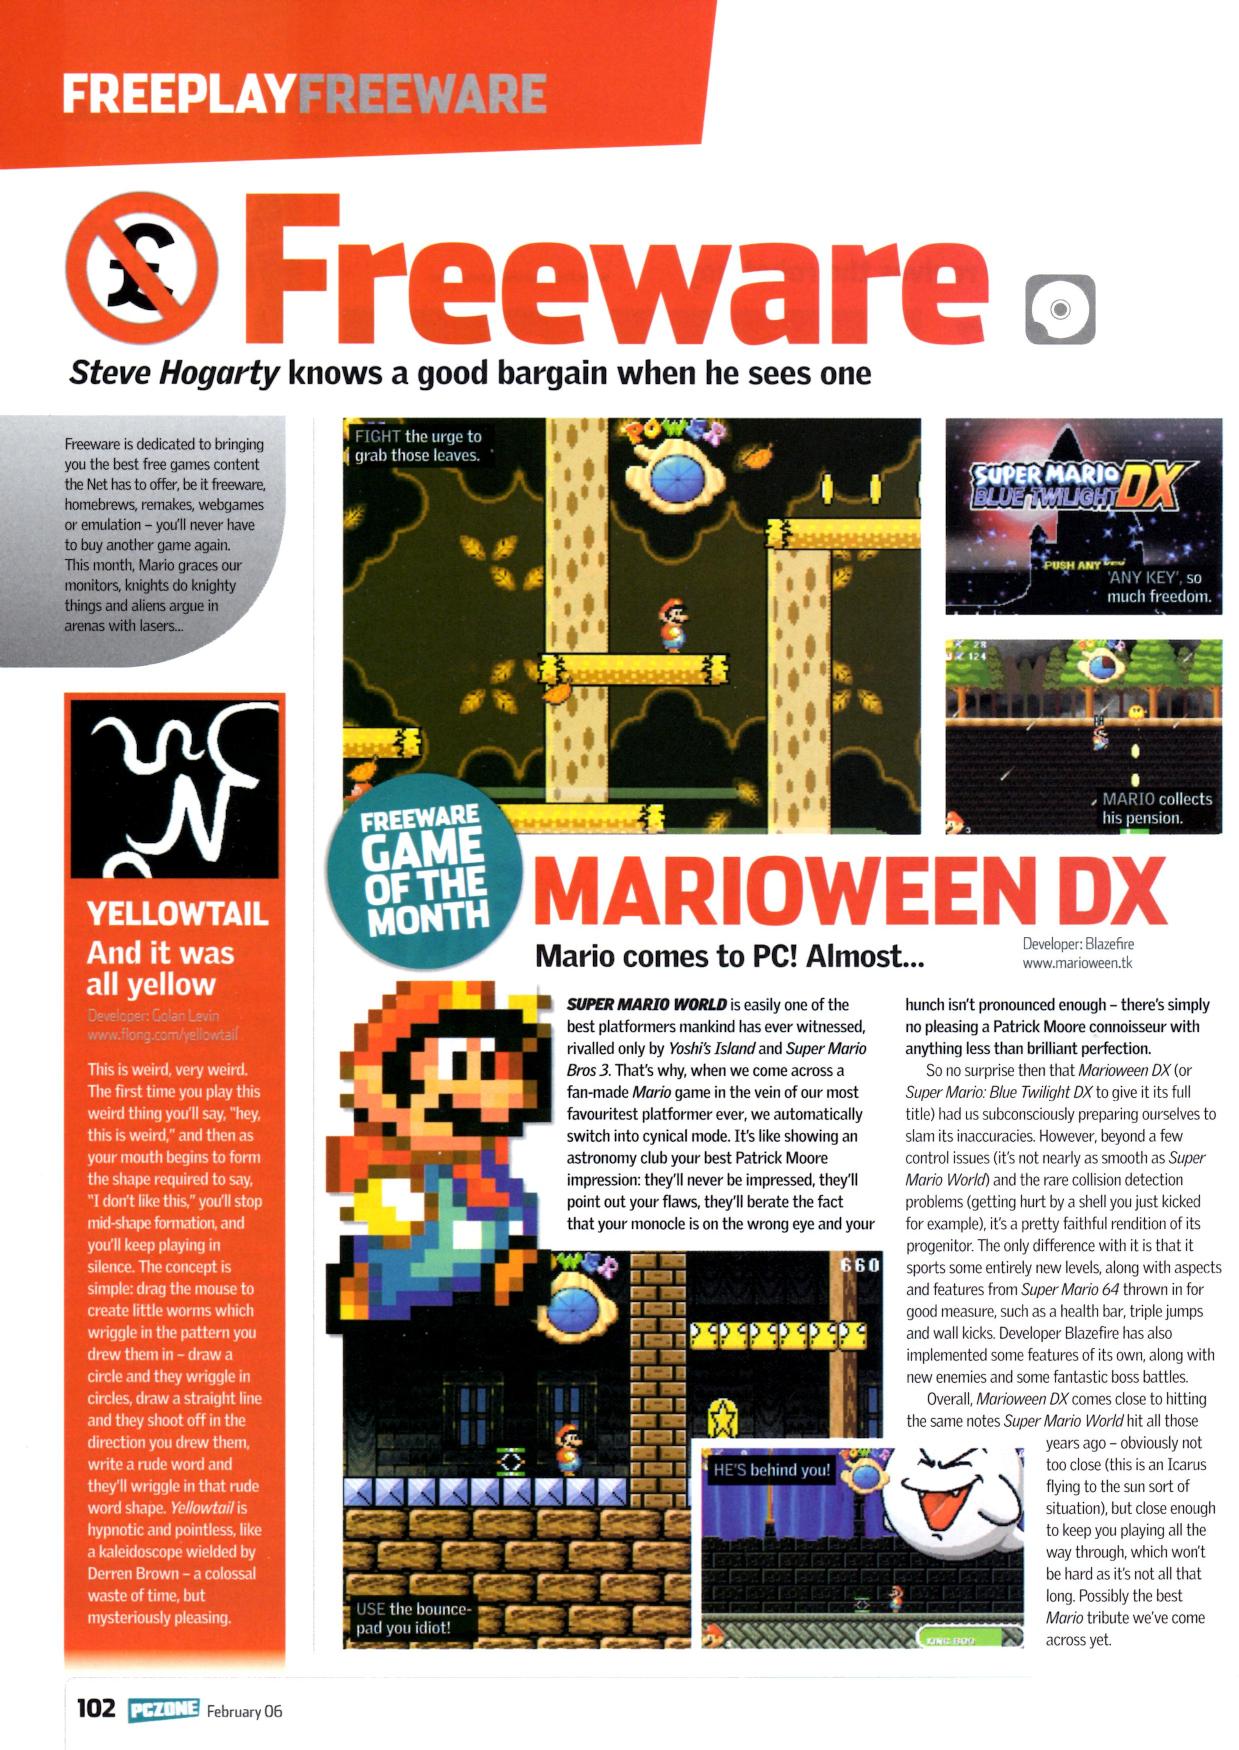 FREEPLAYFREEWARE
£ Freeware
Steve Hogarty knows a good bargain when he sees one
Freeware is dedicated to bringing
you the best free games content
the Net has to offer, be it freeware,
homebrews, remakes, webgames
or emulation – you'll never have
to buy another game again.
This month, Mario graces our
monitors, knights do knighty
things and aliens argue in
arenas with lasers...
YELLOWTAIL
And it was
all yellow
Developer: Golan Levin
www.flong.com/yellowtail
This is weird, very weird.
The first time you play this
weird thing you'll say, "hey,
this is weird," and then as
your mouth begins to form
the shape required to say,
"I don't like this," you'll stop
mid-shape formation, and
you'll keep playing in
silence. The concept is
simple: drag the mouse to
create little worms which
wriggle in the pattern you
drew them in – draw a
circle and they wriggle in
circles, draw a straight line
and they shoot off in the
direction you drew them,
write a rude word and
they'll wriggle in that rude
word shape. Yellowtail is
hypnotic and pointless, like
a kaleidoscope wielded by
Derren Brown – a colossal
waste of time, but
mysteriously pleasing.
FIGHT the urge to
grab those leaves.
POWER
SUPER MARIO
BLUE TWILIGHT DX
PUSH ANY KEY
'ANY KEY', so
much freedom.
28
124
3
MARIO collects
his pension.
FREEWARE
GAME
OF THE
MONTH
MARIOWEEN DX
Mario comes to PC! Almost...
Developer: Blazefire
www.marioween.tk
SUPER MARIO WORLD is easily one of the
best platformers mankind has ever witnessed,
rivalled only by Yoshi's Island and Super Mario
Bros 3. That's why, when we come across a
fan-made Mario game in the vein of our most
favouritest platformer ever, we automatically
switch into cynical mode. It's like showing an
astronomy club your best Patrick Moore
impression: they'll never be impressed, they'll
point out your flaws, they'll berate the fact
that your monocle is on the wrong eye and your
hunch isn't pronounced enough – there's simply
no pleasing a Patrick Moore connoisseur with
anything less than brilliant perfection.
So no surprise then that Marioween DX (or
Super Mario: Blue Twilight DX to give it its full
title) had us subconsciously preparing ourselves to
slam its inaccuracies. However, beyond a few
control issues (it's not nearly as smooth as Super
Mario World) and the rare collision detection
problems (getting hurt by a shell you just kicked
for example), it's a pretty faithful rendition of its
progenitor. The only difference with it is that it
sports some entirely new levels, along with aspects
and features from Super Mario 64 thrown in for
good measure, such as a health bar, triple jumps
and wall kicks. Developer Blazefire has also
implemented some features of its own, along with
new enemies and some fantastic boss battles.
Overall, Marioween DX comes close to hitting
the same notes Super Mario World hit all those
years ago – obviously not
too close (this is an Icarus
flying to the sun sort of
situation), but close enough
to keep you playing all the
way through, which won't
be hard as it's not all that
long. Possibly the best
Mario tribute we've come
across yet.
660
USE the bounce-
pad you idiot!
HE'S behind you!
4
KING BOO
102 PCZONE February 06